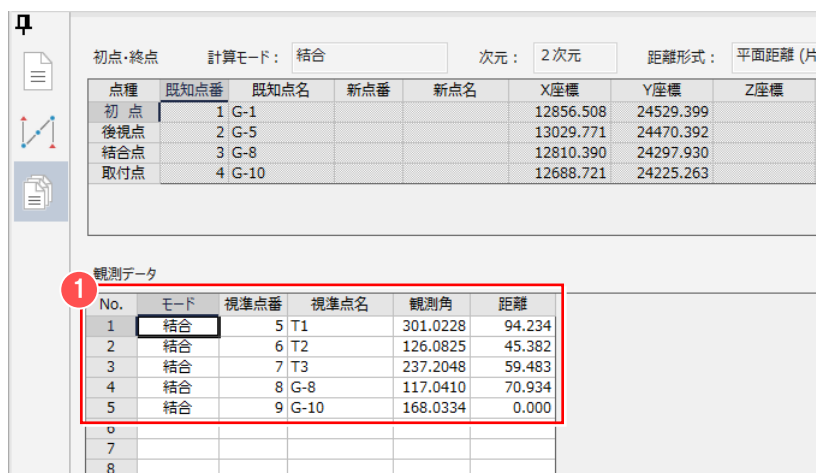 初点・終点 計算モード： 結合 次元： 2次元 距離形式： 平面距離 (片
点種 既知点番 既知点名 新点番 新点名 X座標 Y座標 Z座標
初 点 1 G-1 12856.508 24529.399
後視点 2 G-5 13029.771 24470.392
結合点 3 G-8 12810.390 24297.930
取付点 4 G-10 12688.721 24225.263
観測データ
1
No. モード 視準点番 視準点名 観測角 距離
1 結合 5 T1 301.0228 94.234
2 結合 6 T2 126.0825 45.382
3 結合 7 T3 237.2048 59.483
4 結合 8 G-8 117.0410 70.934
5 結合 9 G-10 168.0334 0.000
6
7
8